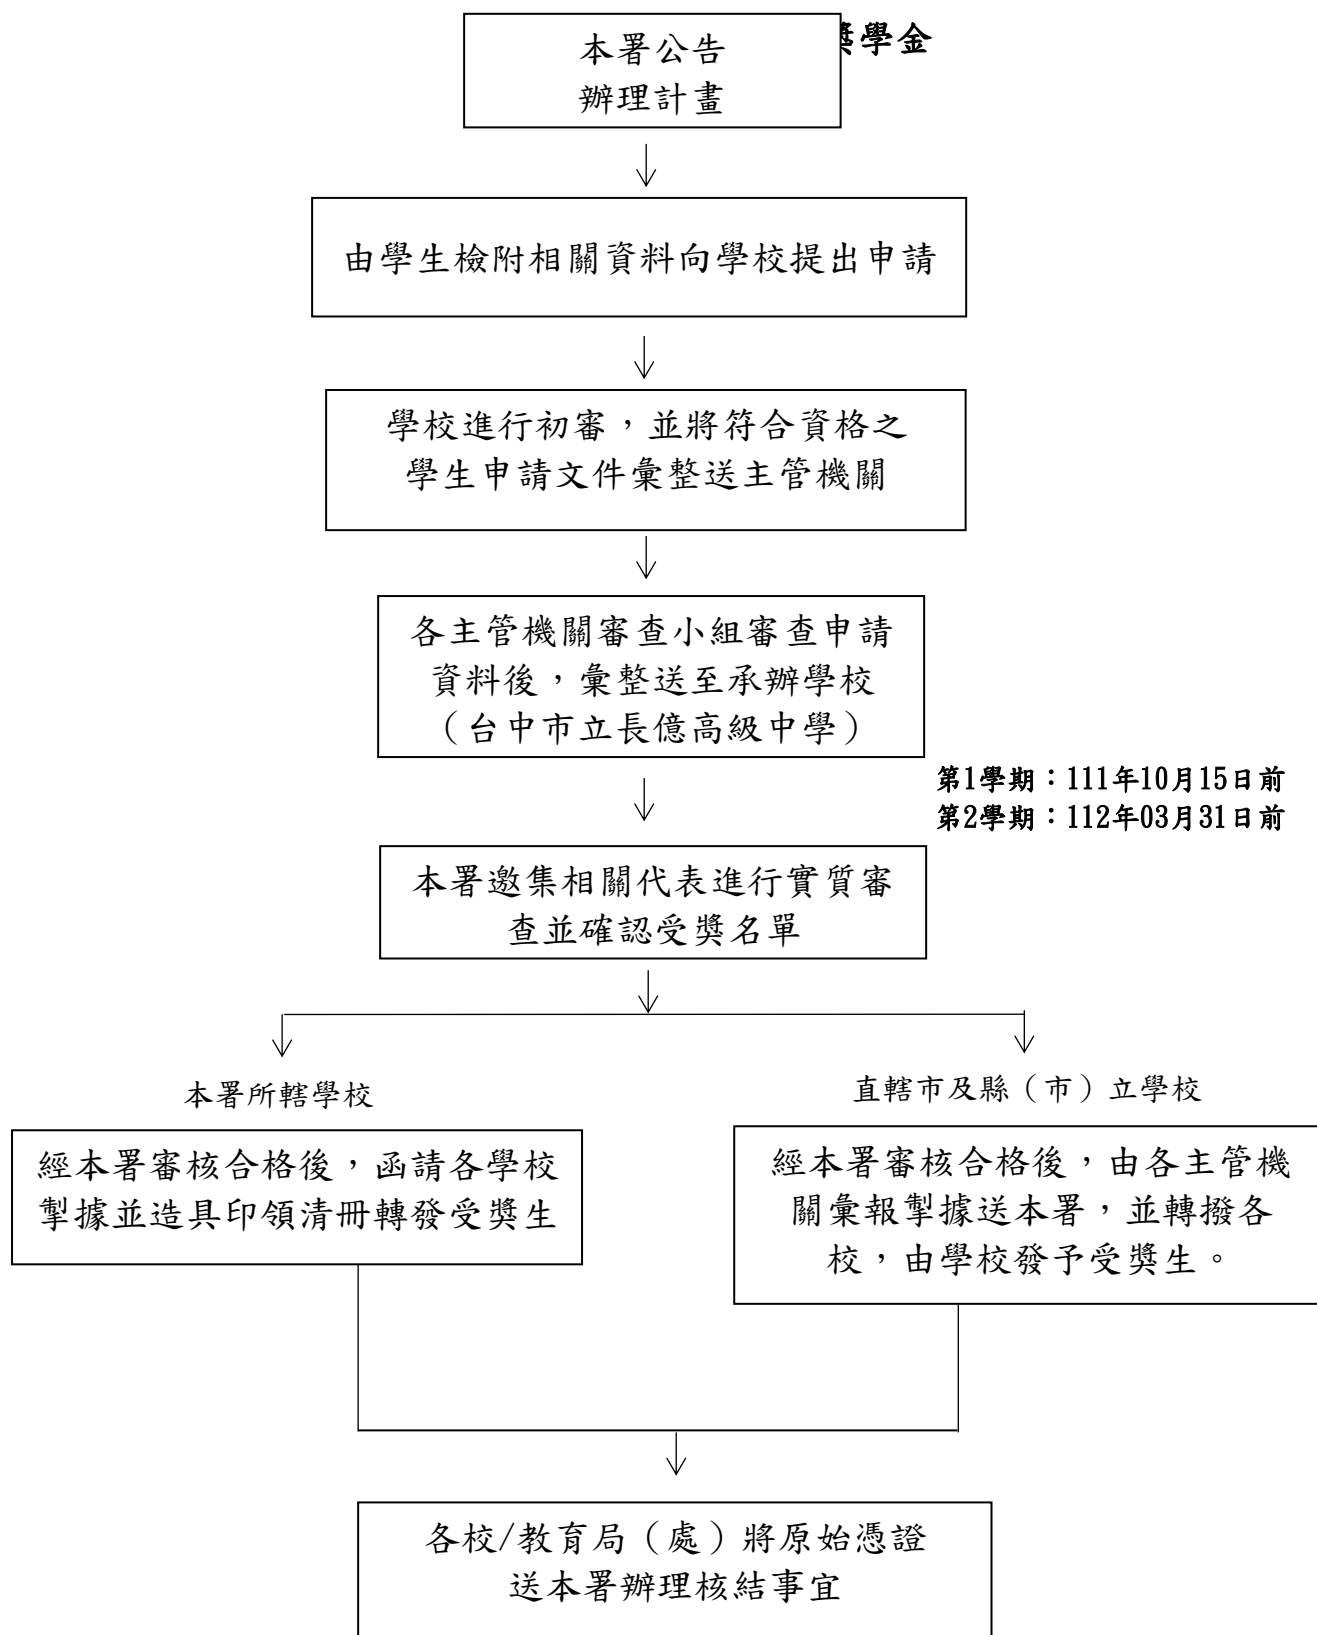 學金
本署公告
辦理計畫
由學生檢附相關資料向學校提出申請
學校進行初審，並將符合資格之
學生申請文件彙整送主管機關
各主管機關審查小組審查申請
資料後，彙整送至承辦學校
（台中市立長億高級中學）
第1學期：111年10月15日前
第2學期：112年03月31日前
本署邀集相關代表進行實質審
查並確認受獎名單
本署所轄學校
直轄市及縣（市）立學校
經本署審核合格後，函請各學校
掣據並造具印領清冊轉發受獎生
經本署審核合格後，由各主管機
關彙報掣據送本署，並轉撥各
校，由學校發予受獎生。
各校/教育局（處）將原始憑證
送本署辦理核結事宜